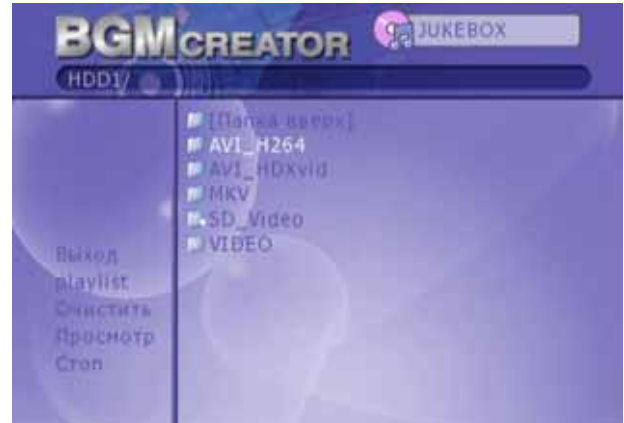 BGMCREATOR
JUKEBOX
HDD1/
[Папка вверх]
AVI_H264
AVI_HDXvid
MKV
SD_Video
VIDEO
Выход
playlist
Очистить
Просмотр
Стоп